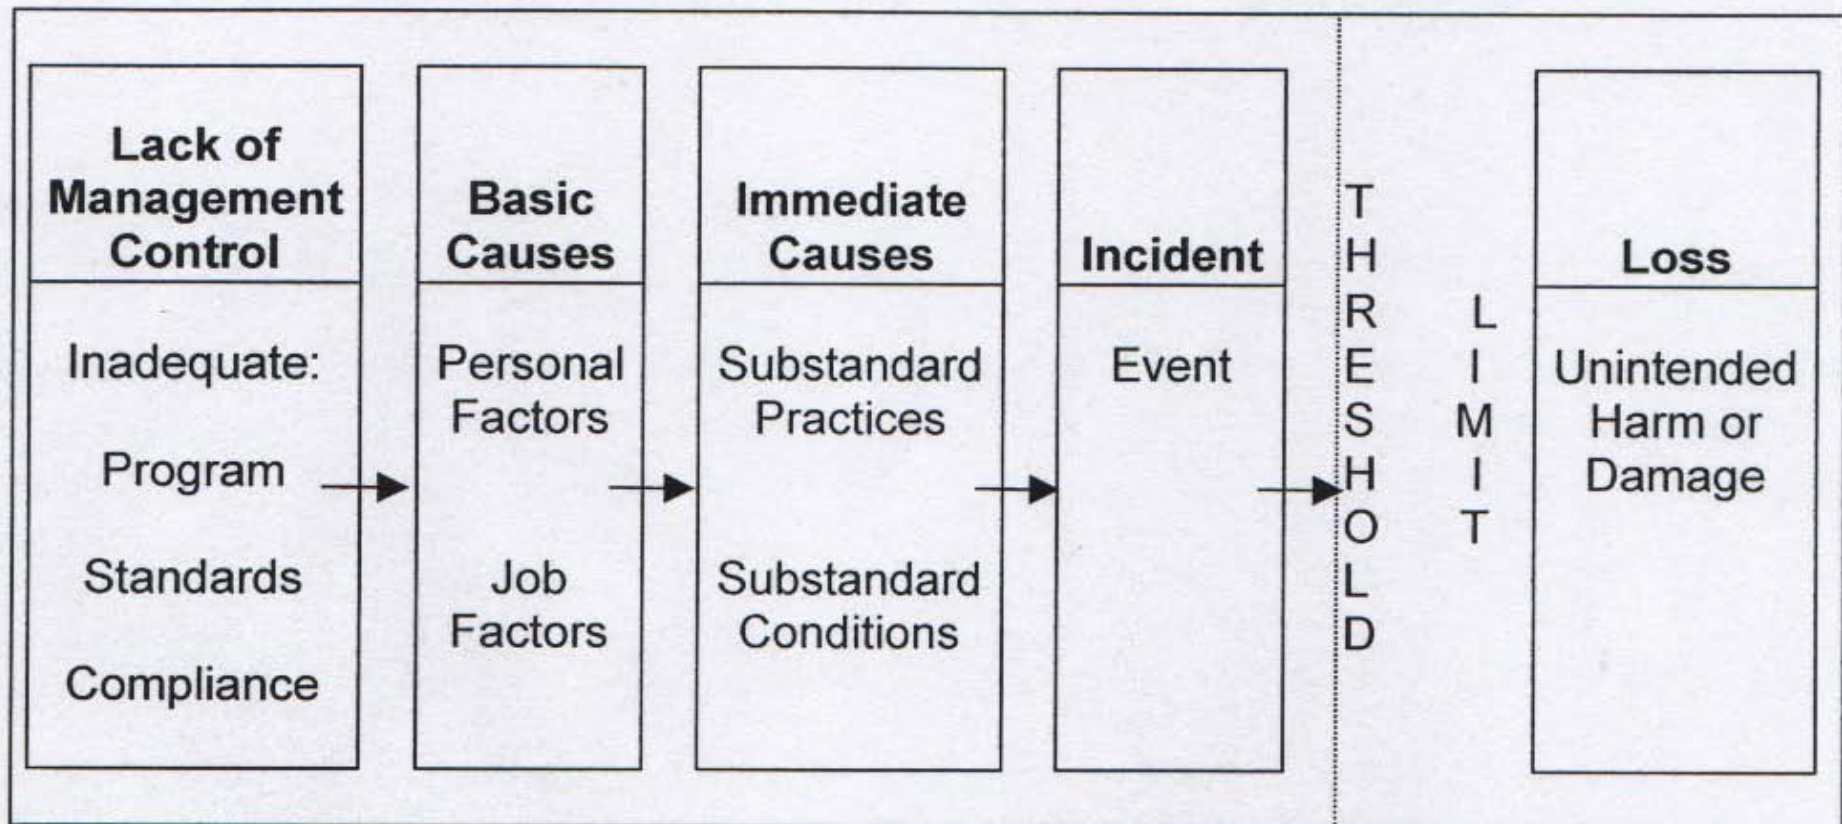 Lack of
Management
Control
Inadequate:
Program
Standards
Compliance
Basic
Causes
Personal
Factors
Job
Factors
Immediate
Causes
Substandard
Practices
Substandard
Conditions
Incident
Event
THRESHOLD
LIMIT
Loss
Unintended
Harm or
Damage